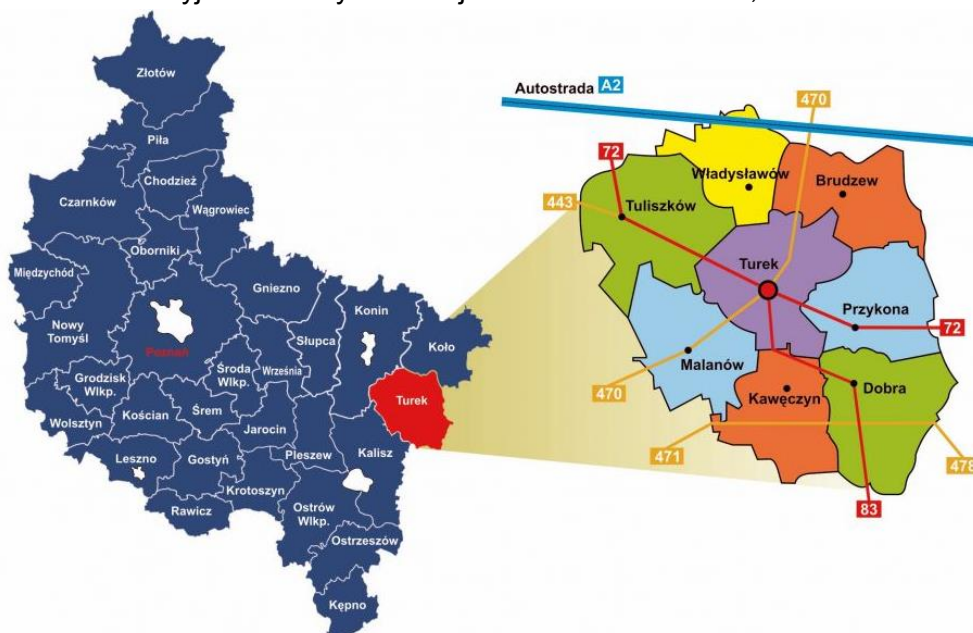 Złotów
Piła
Chodzież
Czarnków
Wągrowiec
Oborniki
Międzychód
Gniezno
Konin
Nowy
Tomyśl
Poznań
Słupca
Koło
Grodzisk
Wlkp.
Środa
Wlkp.
Września
Turek
Wolsztyn
Kościan
Śrem
Jarocin
Leszno
Gostyń
Pleszew
Kalisz
Krotoszyn
Rawicz
Ostrów
Wlkp.
Ostrzeszów
Kępno
Autostrada A2
470
72
Władysławów
Brudzew
443
Tuliszków
Turek
Przykona
72
Malanów
470
Kawęczyn
Dobra
471
478
83